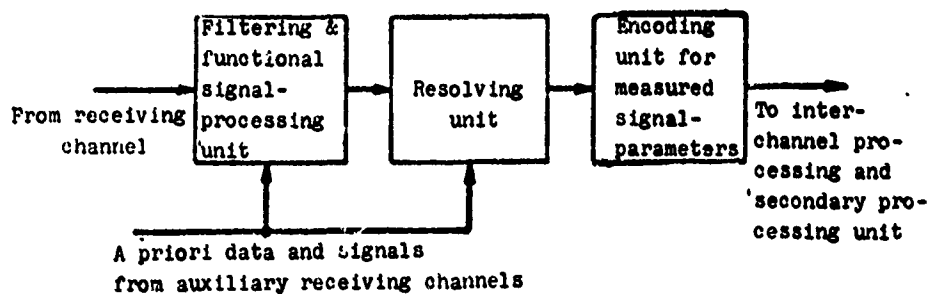 Filtering &
functional
signal-
processing
unit
Resolving
unit
Encoding
unit for
measured
signal-
parameters
From receiving
channel
To inter-
channel pro-
cessing and
secondary pro-
cessing unit
A priori data and signals
from auxiliary receiving channels